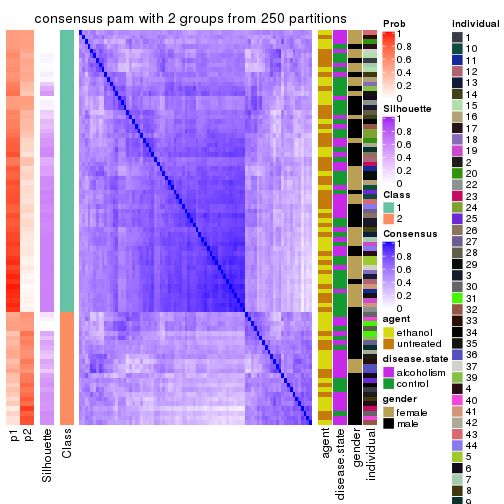 consensus pam with 2 groups from 250 partitions
p1
p2
Silhouette
Class
agent
disease.state
gender
individual
Prob
1
0.8
0.6
0.4
0.2
0
Silhouette
1
0.8
0.6
0.4
0.2
0
Class
1
2
Consensus
1
0.8
0.6
0.4
0.2
0
agent
ethanol
untreated
disease.state
alcoholism
control
gender
female
male
individual
1
10
11
12
13
14
15
16
17
18
19
2
20
22
23
24
25
26
27
28
29
3
30
31
32
33
34
35
36
37
39
4
40
41
42
43
44
5
6
7
8
9